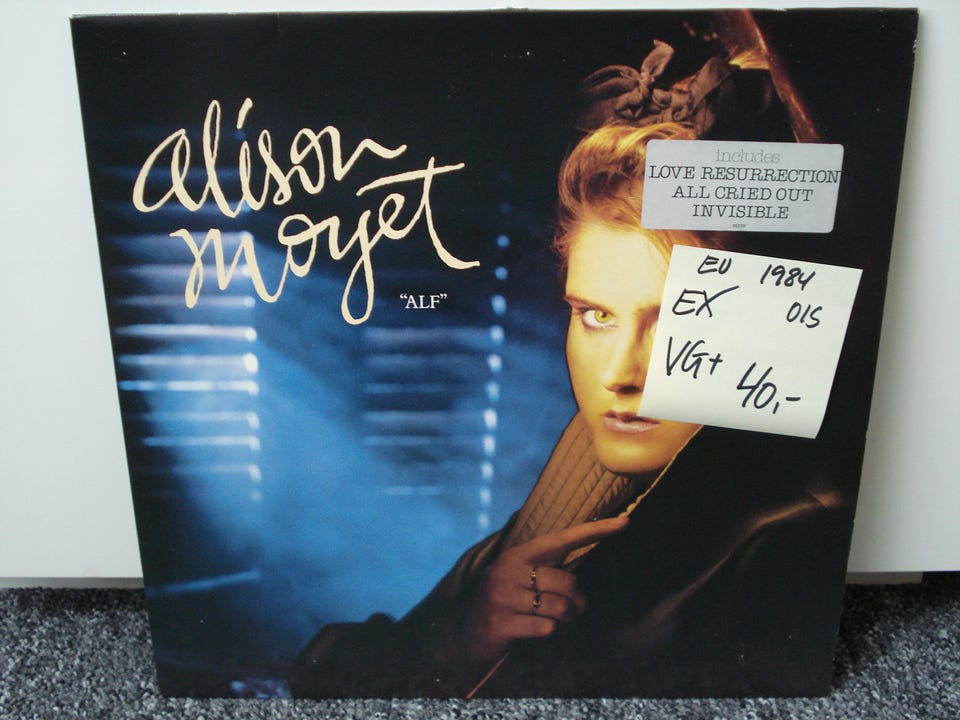 alison
moyet
“ALF”
includes
LOVE RESURRECTION
ALL CRIED OUT
INVISIBLE
EU 1984
EX OIS
VG+ 40,-